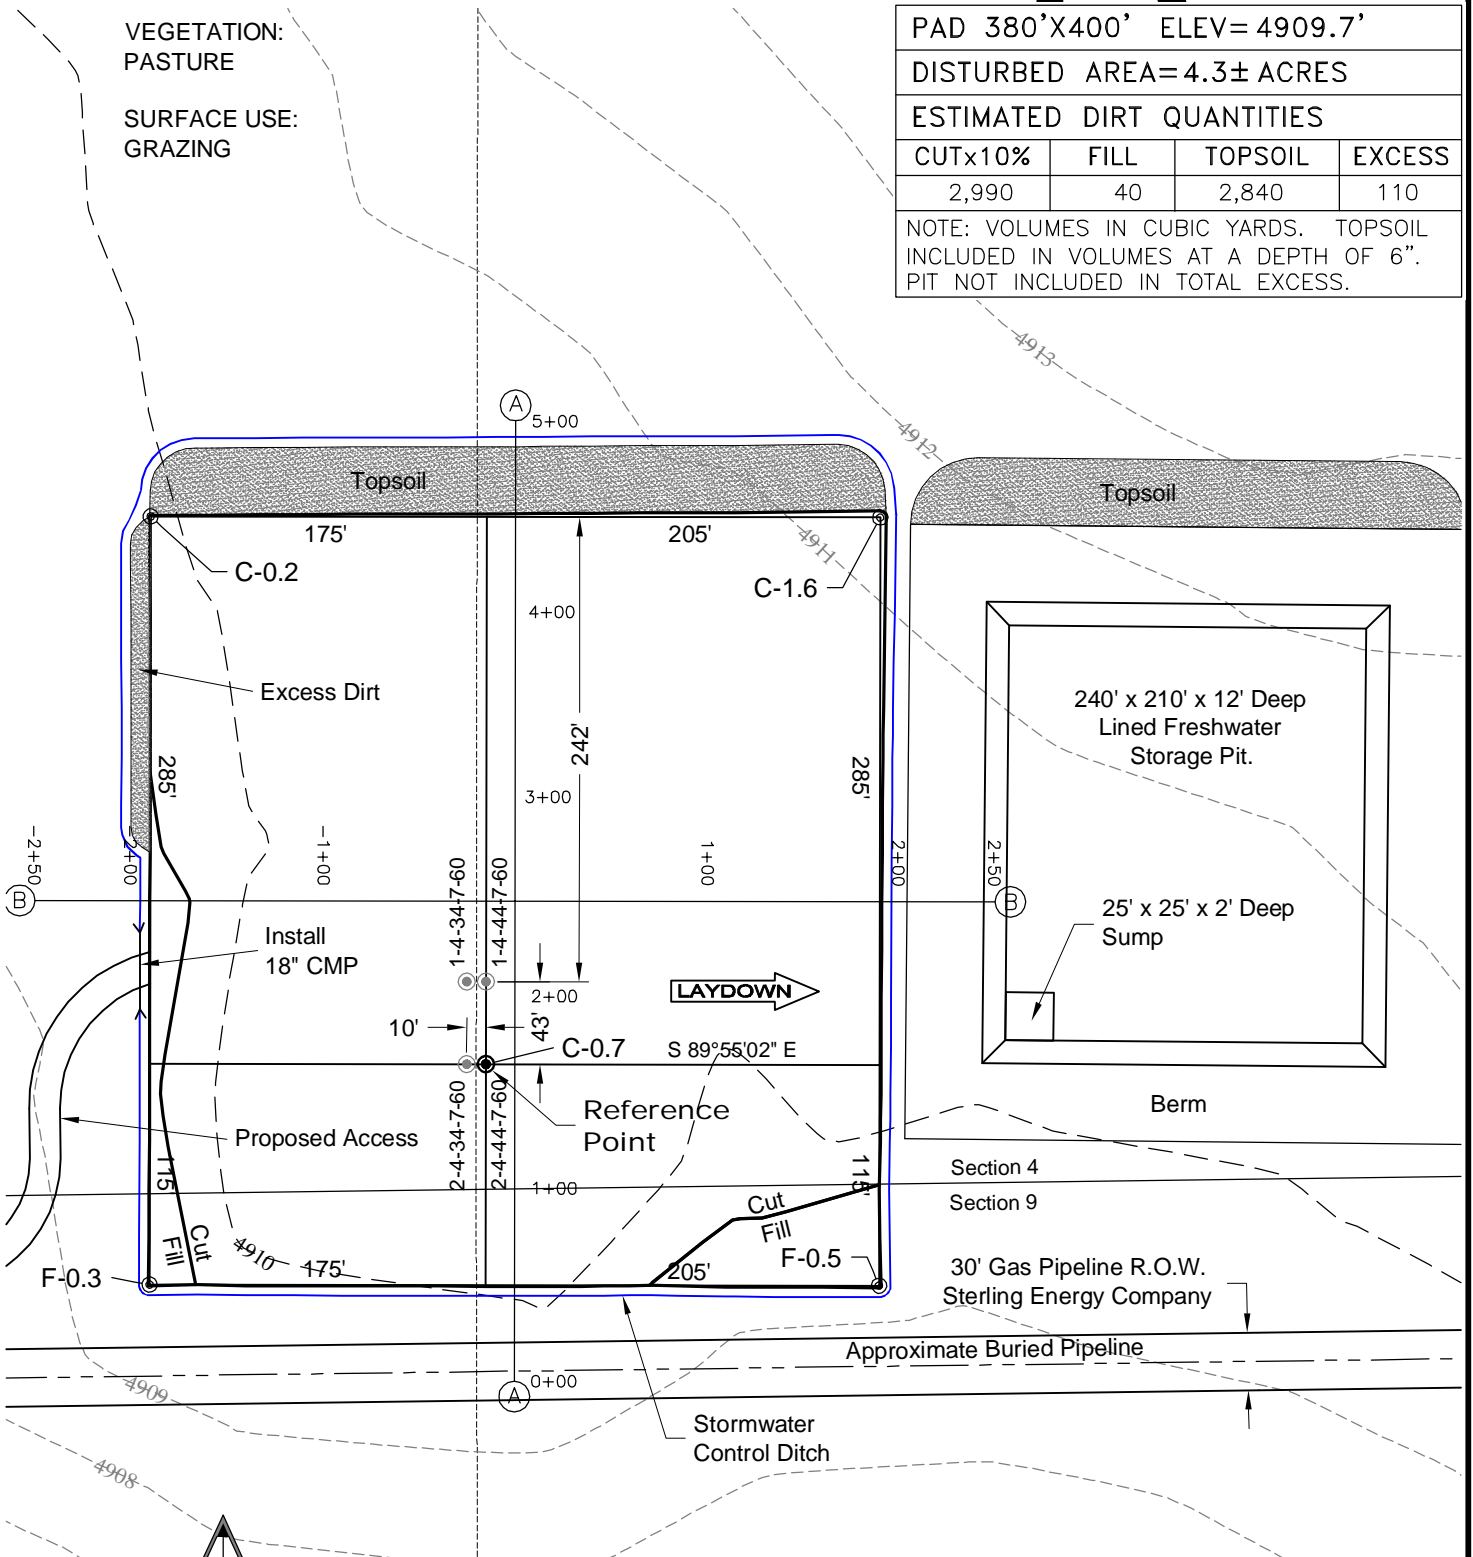 VEGETATION:
PASTURE
SURFACE USE:
GRAZING
PAD 380'X400' ELEV=4909.7'
DISTURBED AREA=4.3± ACRES
ESTIMATED DIRT QUANTITIES
CUTx10% FILL TOPSOIL EXCESS
2,990 40 2,840 110
NOTE: VOLUMES IN CUBIC YARDS. TOPSOIL
INCLUDED IN VOLUMES AT A DEPTH OF 6".
PIT NOT INCLUDED IN TOTAL EXCESS.
4913
4912
4911
A
5+00
Topsoil
Topsoil
175'
205'
C-0.2
C-1.6
4+00
Excess Dirt
242'
285'
285'
3+00
240' x 210' x 12' Deep
Lined Freshwater
Storage Pit.
-2+50
-2+00
-1+00
1+00
2+00
2+50
B
B
1-4-34-7-60
1-4-44-7-60
25' x 25' x 2' Deep
Sump
Install
18" CMP
2+00
LAYDOWN
10'
43'
C-0.7
S 89°55'02" E
Reference
Point
2-4-34-7-60
2-4-44-7-60
Proposed Access
Berm
115'
115'
1+00
Section 4
Section 9
Cut
Fill
Cut
Fill
4910
175'
205'
F-0.3
F-0.5
30' Gas Pipeline R.O.W.
Sterling Energy Company
Approximate Buried Pipeline
0+00
A
4909
Stormwater
Control Ditch
4908